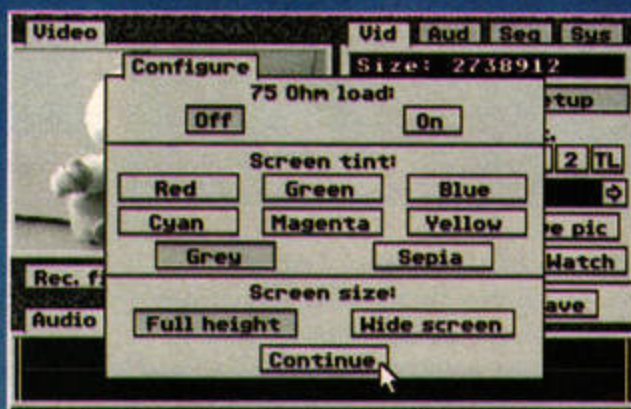 Video
Vid Aud Seq Sys
Configure
Size: 2738912
75 Ohm load:
Off On
etup
Screen tint:
2 TL
Red Green Blue
Cyan Magenta Yellow
e pic
Grey Sepia
Watch
Rec. fi
Screen size:
ave
Audio
Full height Wide screen
Continue